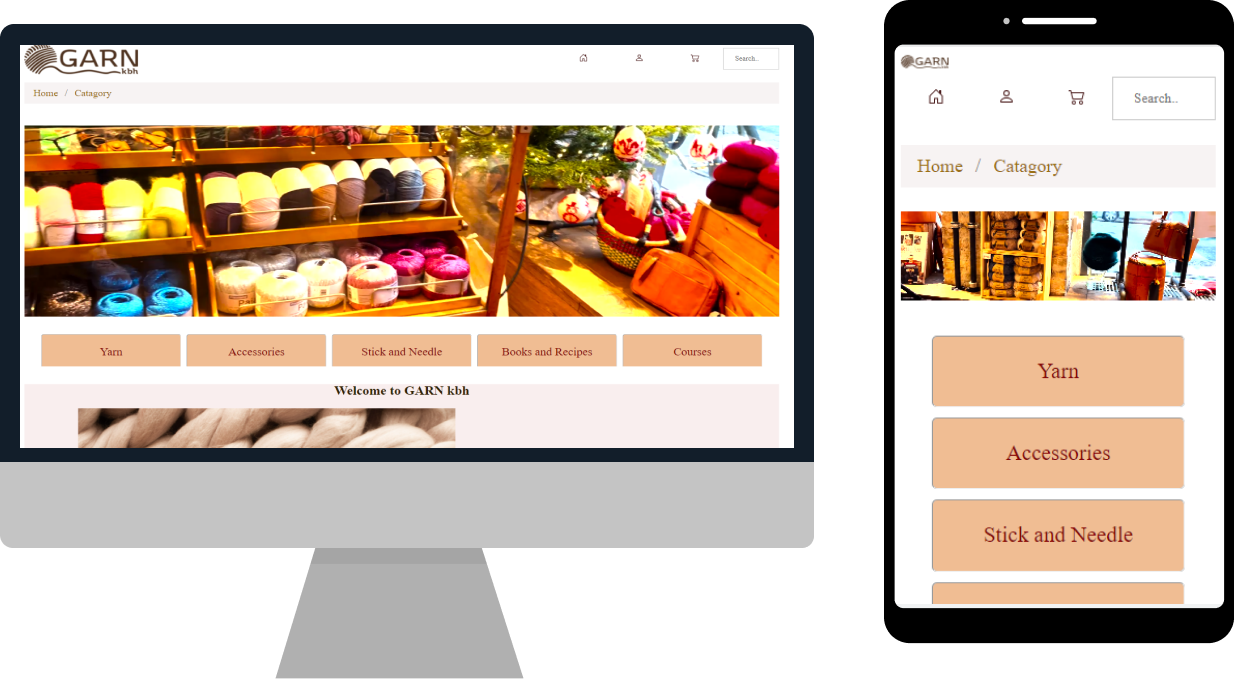 GARN
kbh
Search..
Home / Catagory
Yarn
Accessories
Stick and Needle
Books and Recipes
Courses
Welcome to GARN kbh
GARN
Search..
Home / Catagory
Yarn
Accessories
Stick and Needle